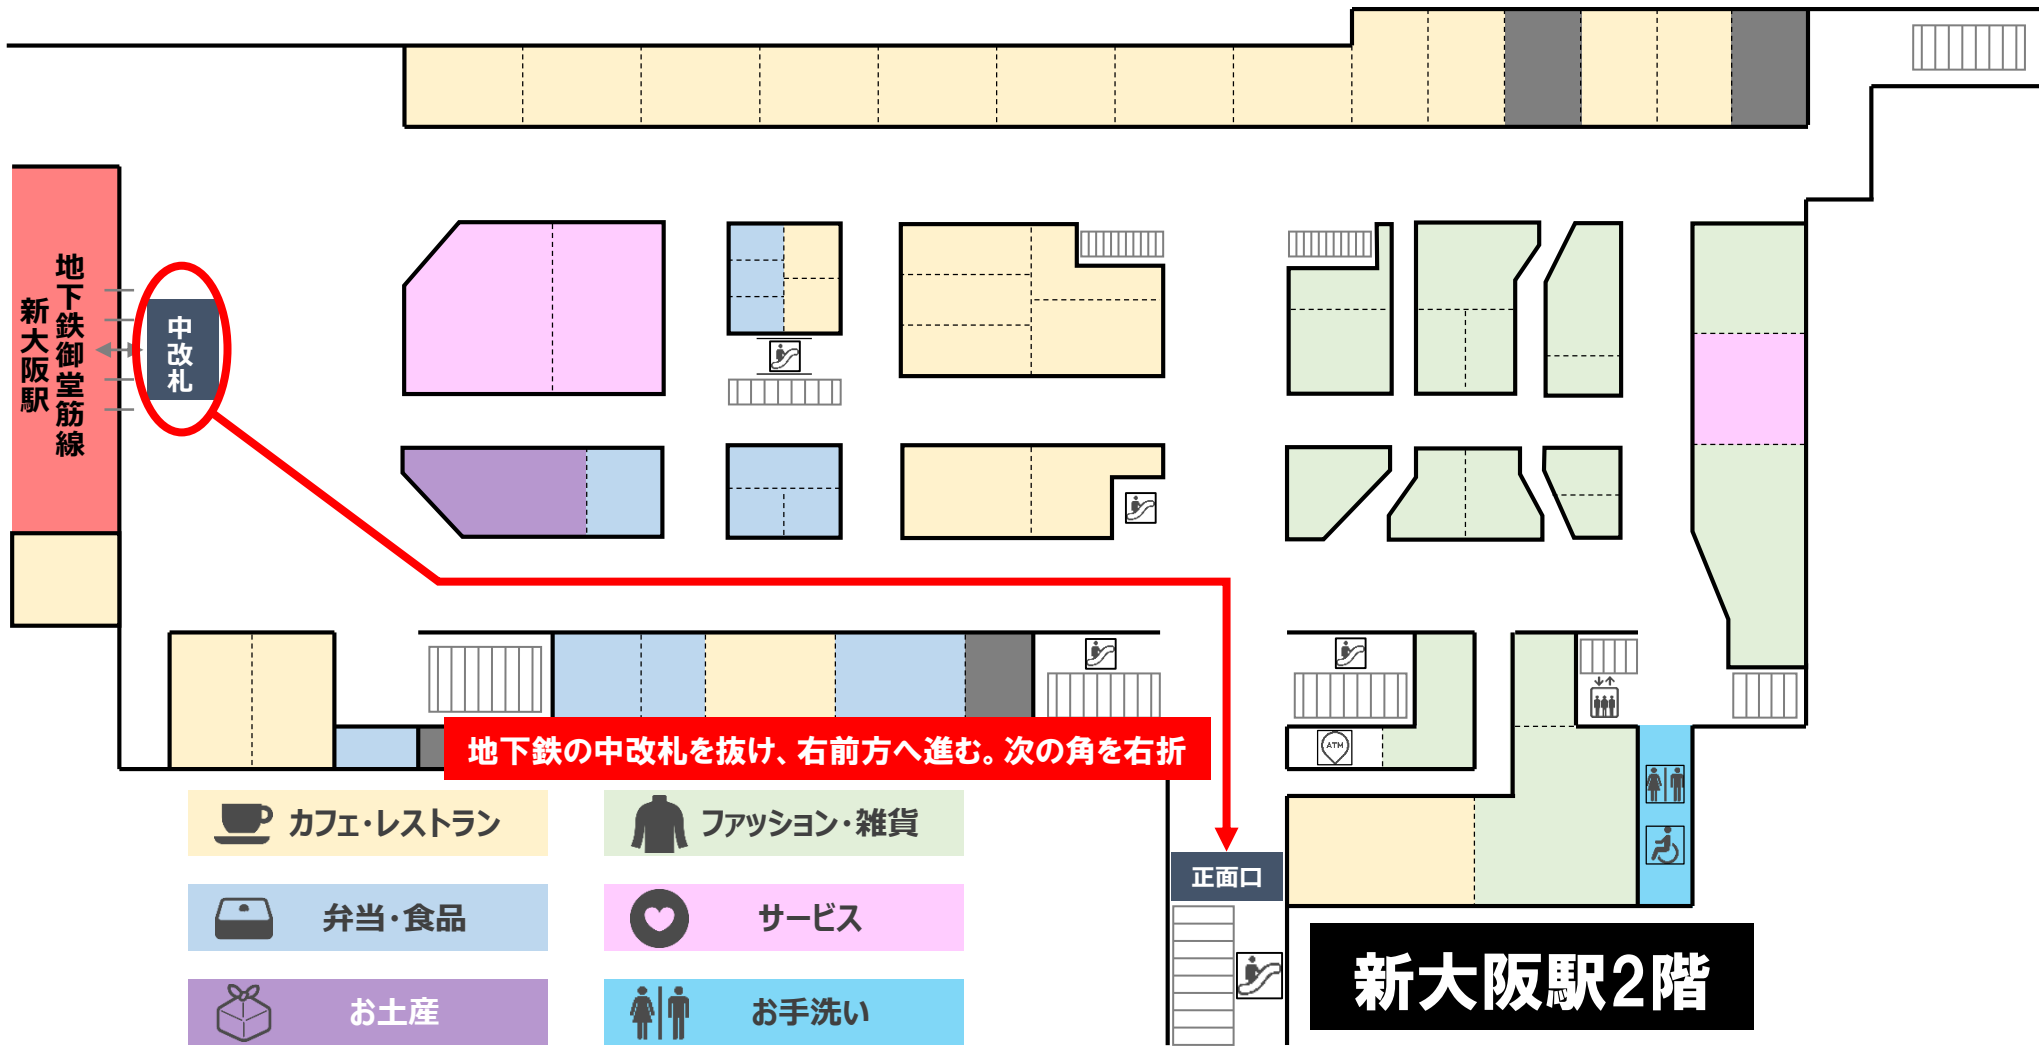 地下鉄御堂筋線
新大阪駅
中改札
地下鉄の中改札を抜け、右前方へ進む。次の角を右折
ATM
カフェ・レストラン
ファッション・雑貨
正面口
弁当・食品
サービス
新大阪駅2階
お土産
お手洗い